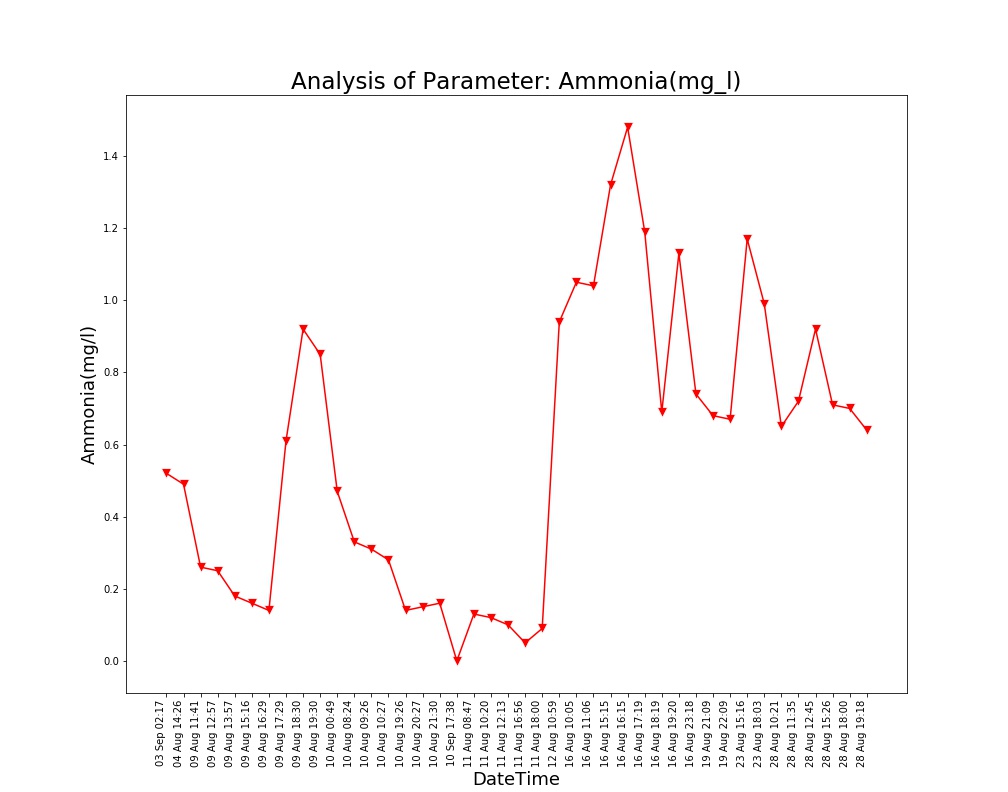 Analysis of Parameter: Ammonia(mg_l)
Ammonia(mg/l)
1.4
1.2
1.0
0.8
0.6
0.4
0.2
0.0
03 Sep 02:17
04 Aug 14:26
09 Aug 11:41
09 Aug 12:57
09 Aug 13:57
09 Aug 15:16
09 Aug 16:29
09 Aug 17:29
09 Aug 18:30
09 Aug 19:30
10 Aug 00:49
10 Aug 08:24
10 Aug 09:26
10 Aug 10:27
10 Aug 19:26
10 Aug 20:27
10 Aug 21:30
10 Sep 17:38
11 Aug 08:47
11 Aug 10:20
11 Aug 12:13
11 Aug 16:56
11 Aug 18:00
12 Aug 10:59
16 Aug 10:05
16 Aug 11:06
16 Aug 15:15
16 Aug 16:15
16 Aug 17:19
16 Aug 18:19
16 Aug 19:20
16 Aug 23:18
19 Aug 21:09
19 Aug 22:09
23 Aug 15:16
23 Aug 18:03
28 Aug 10:21
28 Aug 11:35
28 Aug 12:45
28 Aug 15:26
28 Aug 18:00
28 Aug 19:18
DateTime